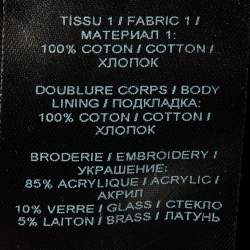 TISSU 1 / FABRIC 1 /
МАТЕРИАЛ 1:
100% COTON / COTTON /
ХЛОПОК
DOUBLURE CORPS / BODY
LINING / ПОДКЛАДКА:
100% COTON / COTTON /
ХЛОПОК
BRODERIE / EMBROIDERY /
УКРАШЕНИЕ:
85% ACRYLIQUE / ACRYLIC /
АКРИЛ
10% VERRE / GLASS / СТЕКЛО
5% LAITON / BRASS / ЛАТУНЬ